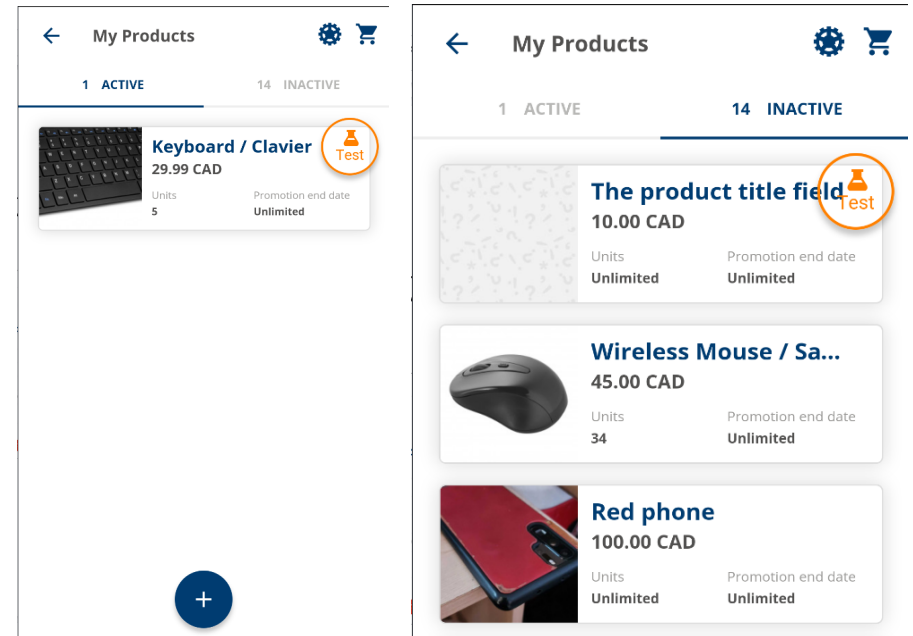 My Products
1 ACTIVE 14 INACTIVE
Keyboard / Clavier
Test
29.99 CAD
Units Promotion end date
5 Unlimited
+
My Products
1 ACTIVE 14 INACTIVE
The product title field
Test
10.00 CAD
Units Promotion end date
Unlimited Unlimited
Wireless Mouse / Sa...
45.00 CAD
Units Promotion end date
34 Unlimited
Red phone
100.00 CAD
Units Promotion end date
Unlimited Unlimited